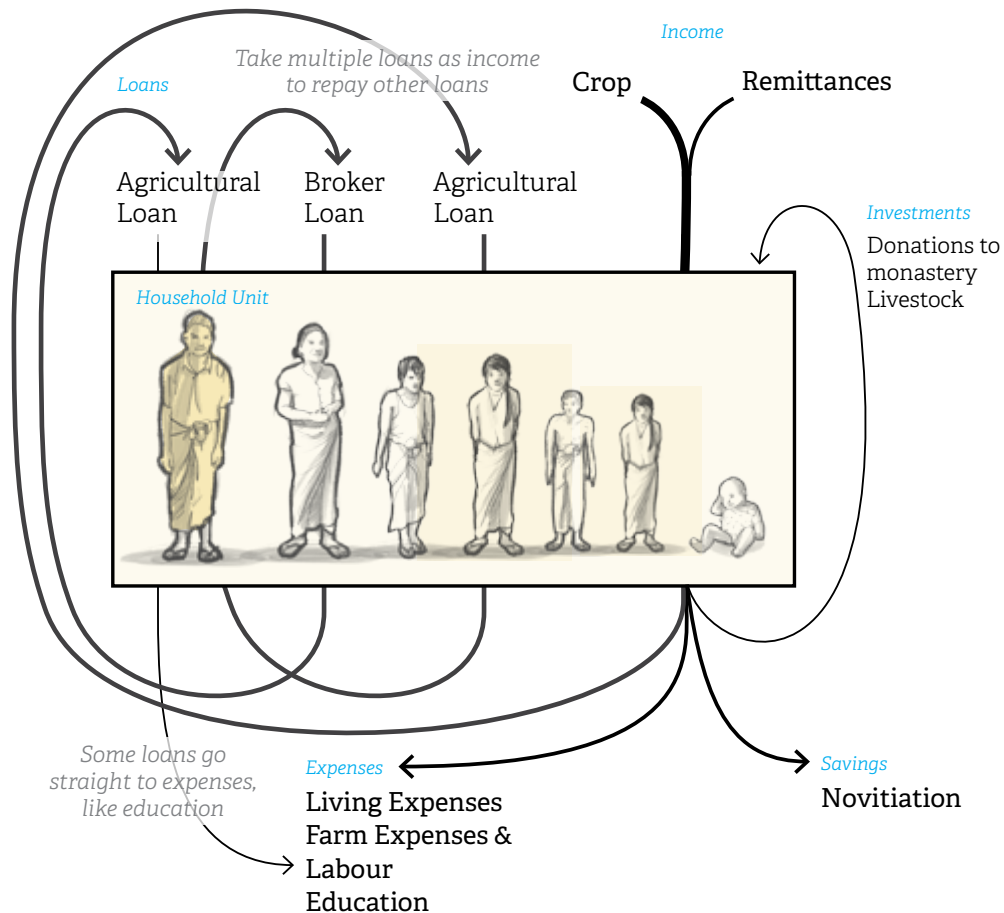 Income
Take multiple loans as income
to repay other loans
Loans
Crop
Remittances
Agricultural
Loan
Broker
Loan
Agricultural
Loan
Investments
Donations to
monastery
Livestock
Household Unit
Some loans go
straight to expenses,
like education
Expenses
Living Expenses
Farm Expenses &
Labour
Education
Savings
Novitiation